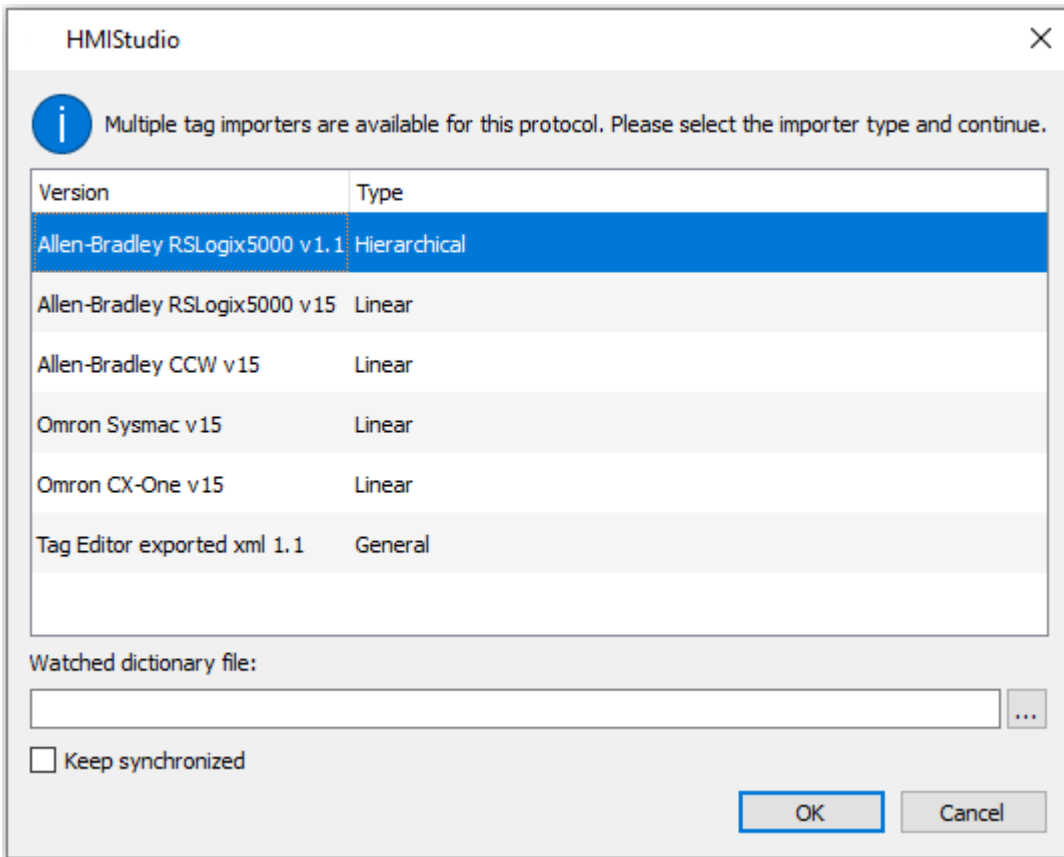 HMIStudio
i
Multiple tag importers are available for this protocol. Please select the importer type and continue.
Version Type
Allen-Bradley RSLogix5000 v1.1 Hierarchical
Allen-Bradley RSLogix5000 v15 Linear
Allen-Bradley CCW v15 Linear
Omron Sysmac v15 Linear
Omron CX-One v15 Linear
Tag Editor exported xml 1.1 General
Watched dictionary file:
...
Keep synchronized
OK Cancel